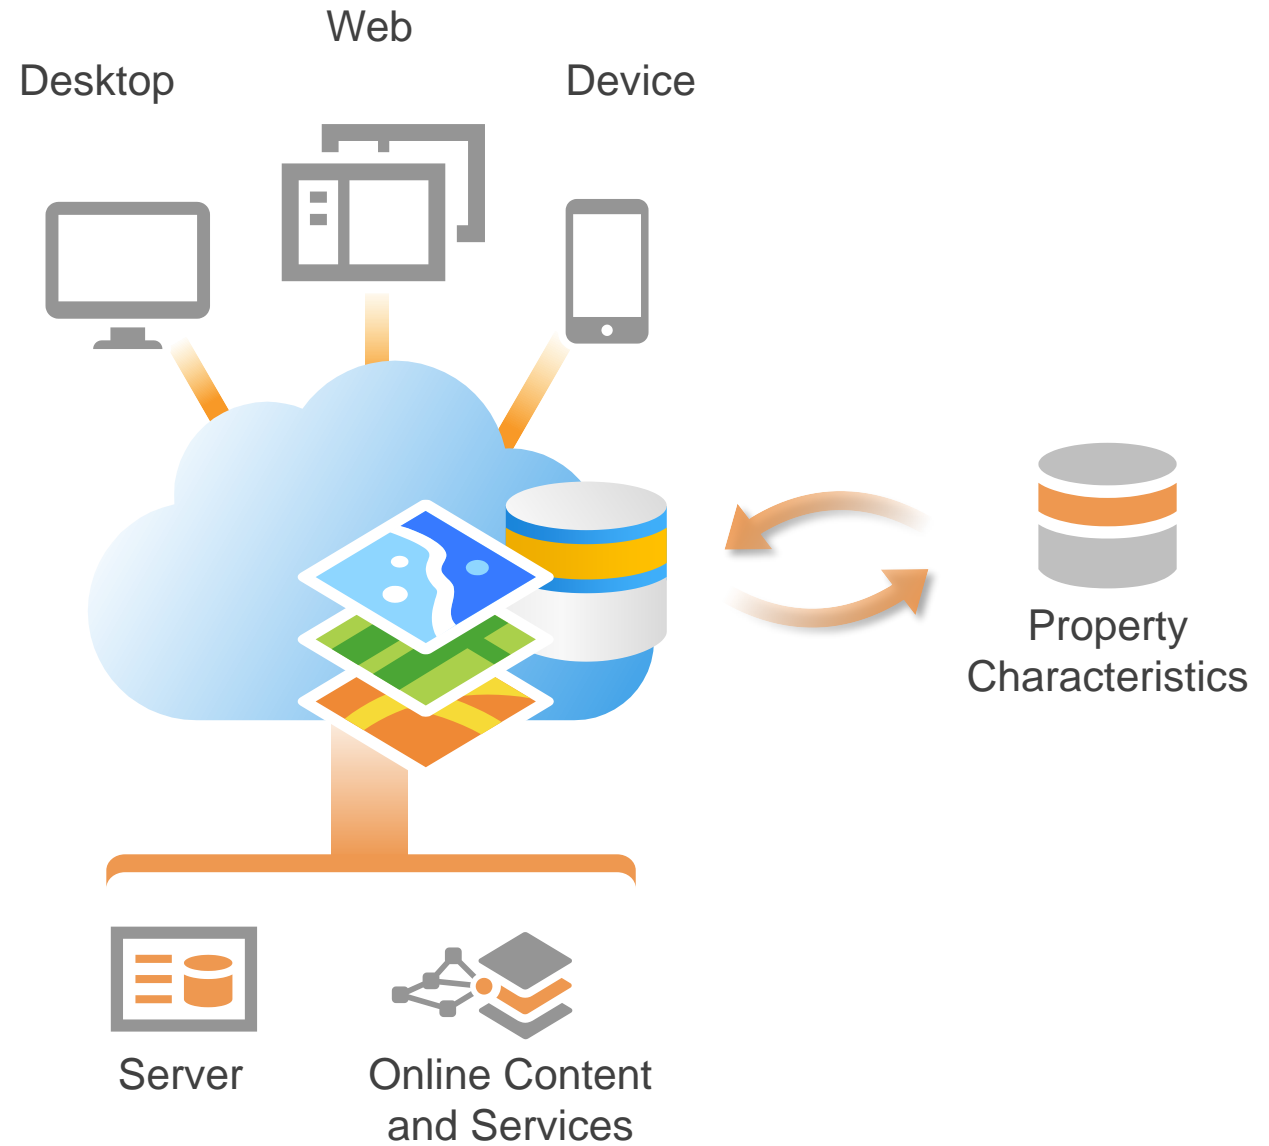 Web
Desktop
Device
Property
Characteristics
Server
Online Content
and Services